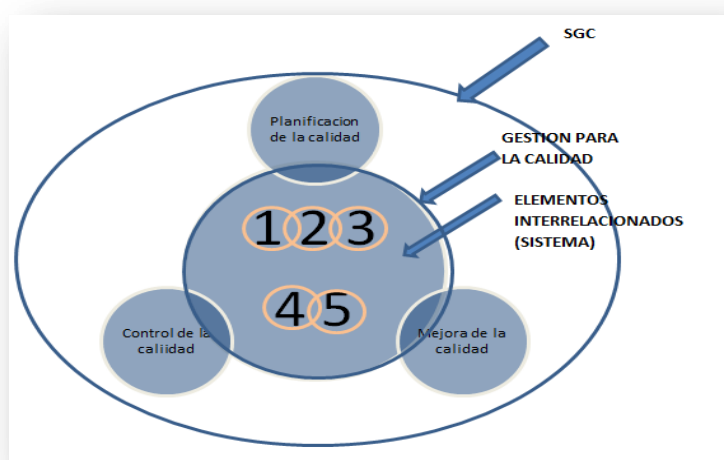 SGC
Planificacion
de la calidad
GESTION PARA
LA CALIDAD
ELEMENTOS
INTERRELACIONADOS
(SISTEMA)
1 2 3
4 5
Control de la
caliidad
Mejora de la
calidad